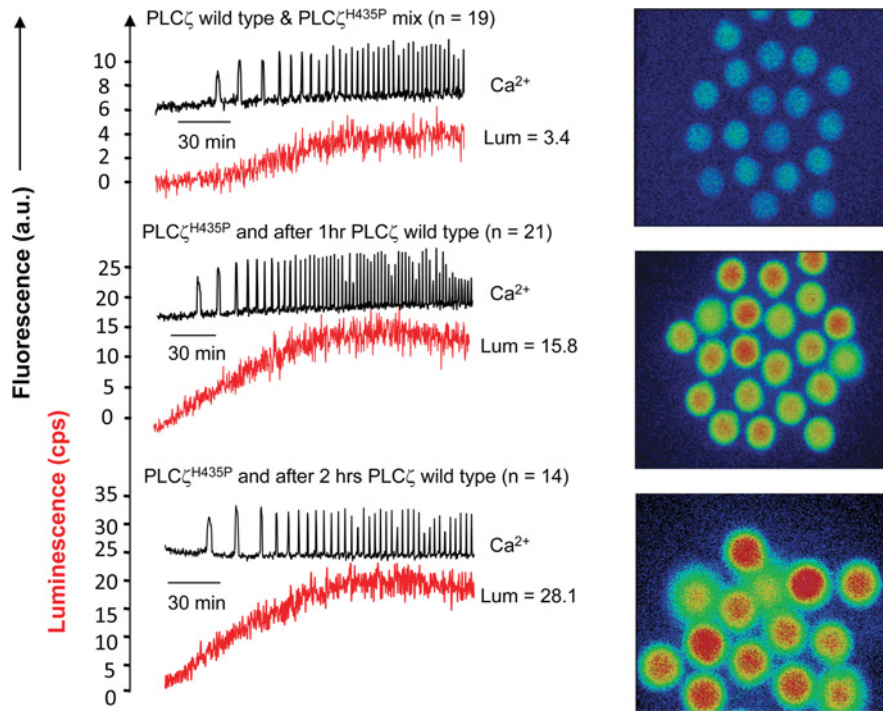 Fluorescence (a.u.)
Luminescence (cps)
PLCζ wild type & PLCζH435P mix (n = 19)
10
8
6
4
2
0
Ca2+
30 min
Lum = 3.4
PLCζH435P and after 1hr PLCζ wild type (n = 21)
25
20
15
10
5
0
Ca2+
30 min
Lum = 15.8
PLCζH435P and after 2 hrs PLCζ wild type (n = 14)
35
30
25
20
15
10
5
0
Ca2+
30 min
Lum = 28.1